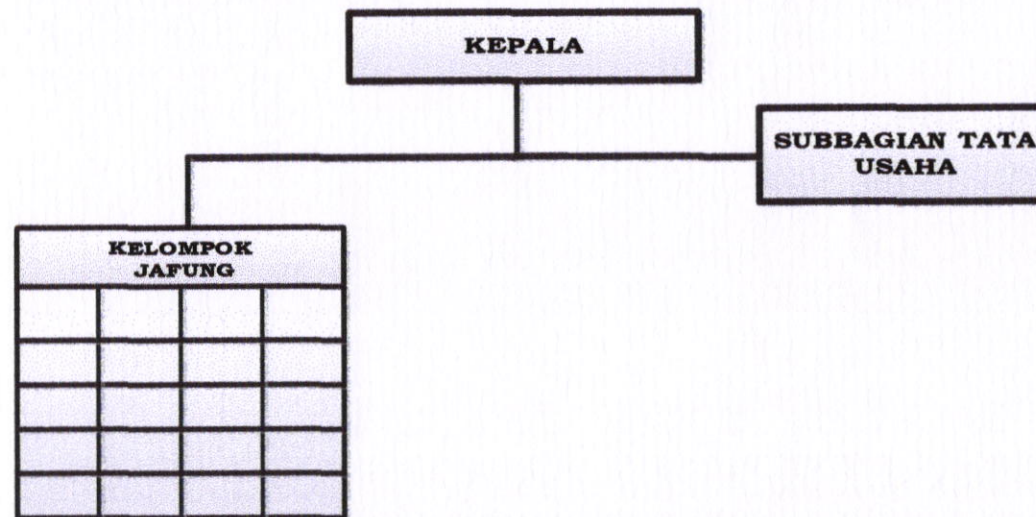 KEPALA
SUBBAGIAN TATA
USAHA
KELOMPOK
JAFUNG